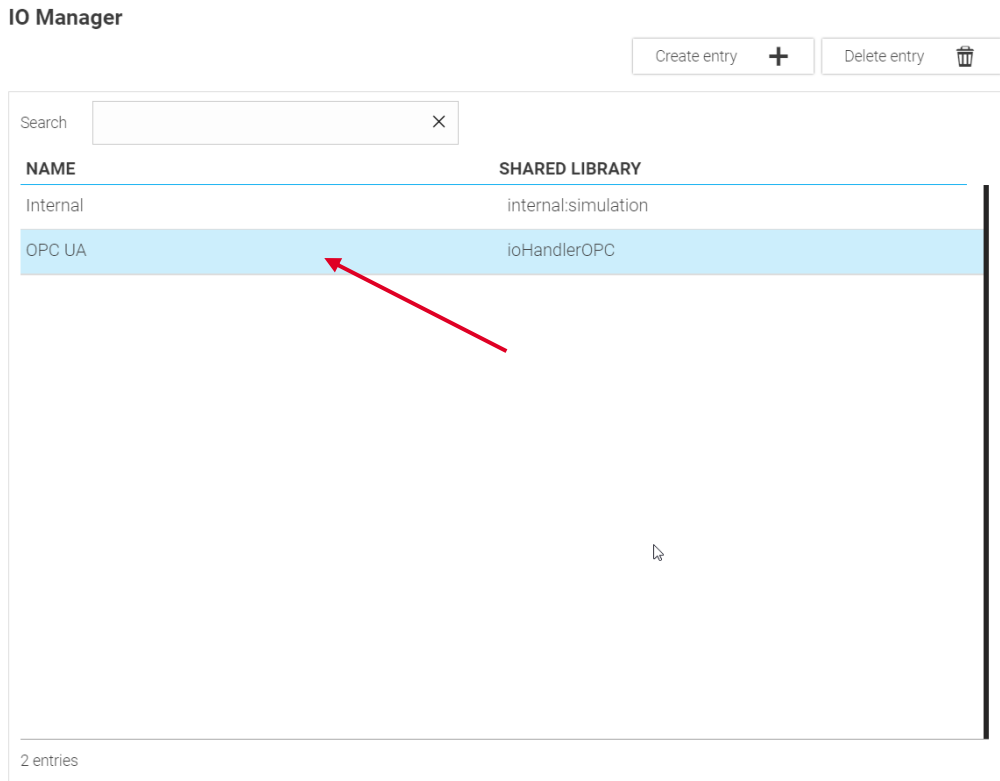 IO Manager
Create entry
Delete entry
Search
NAME SHARED LIBRARY
Internal internal:simulation
OPC UA ioHandlerOPC
2 entries